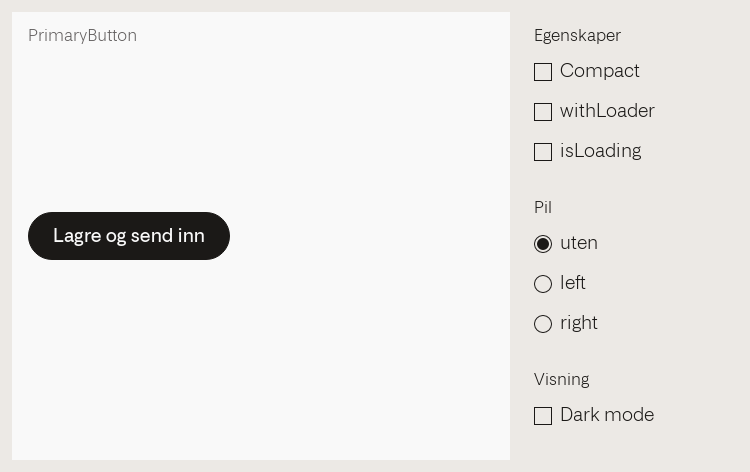 PrimaryButton
Lagre og send inn
Egenskaper
Compact
withLoader
isLoading
Pil
uten
left
right
Visning
Dark mode